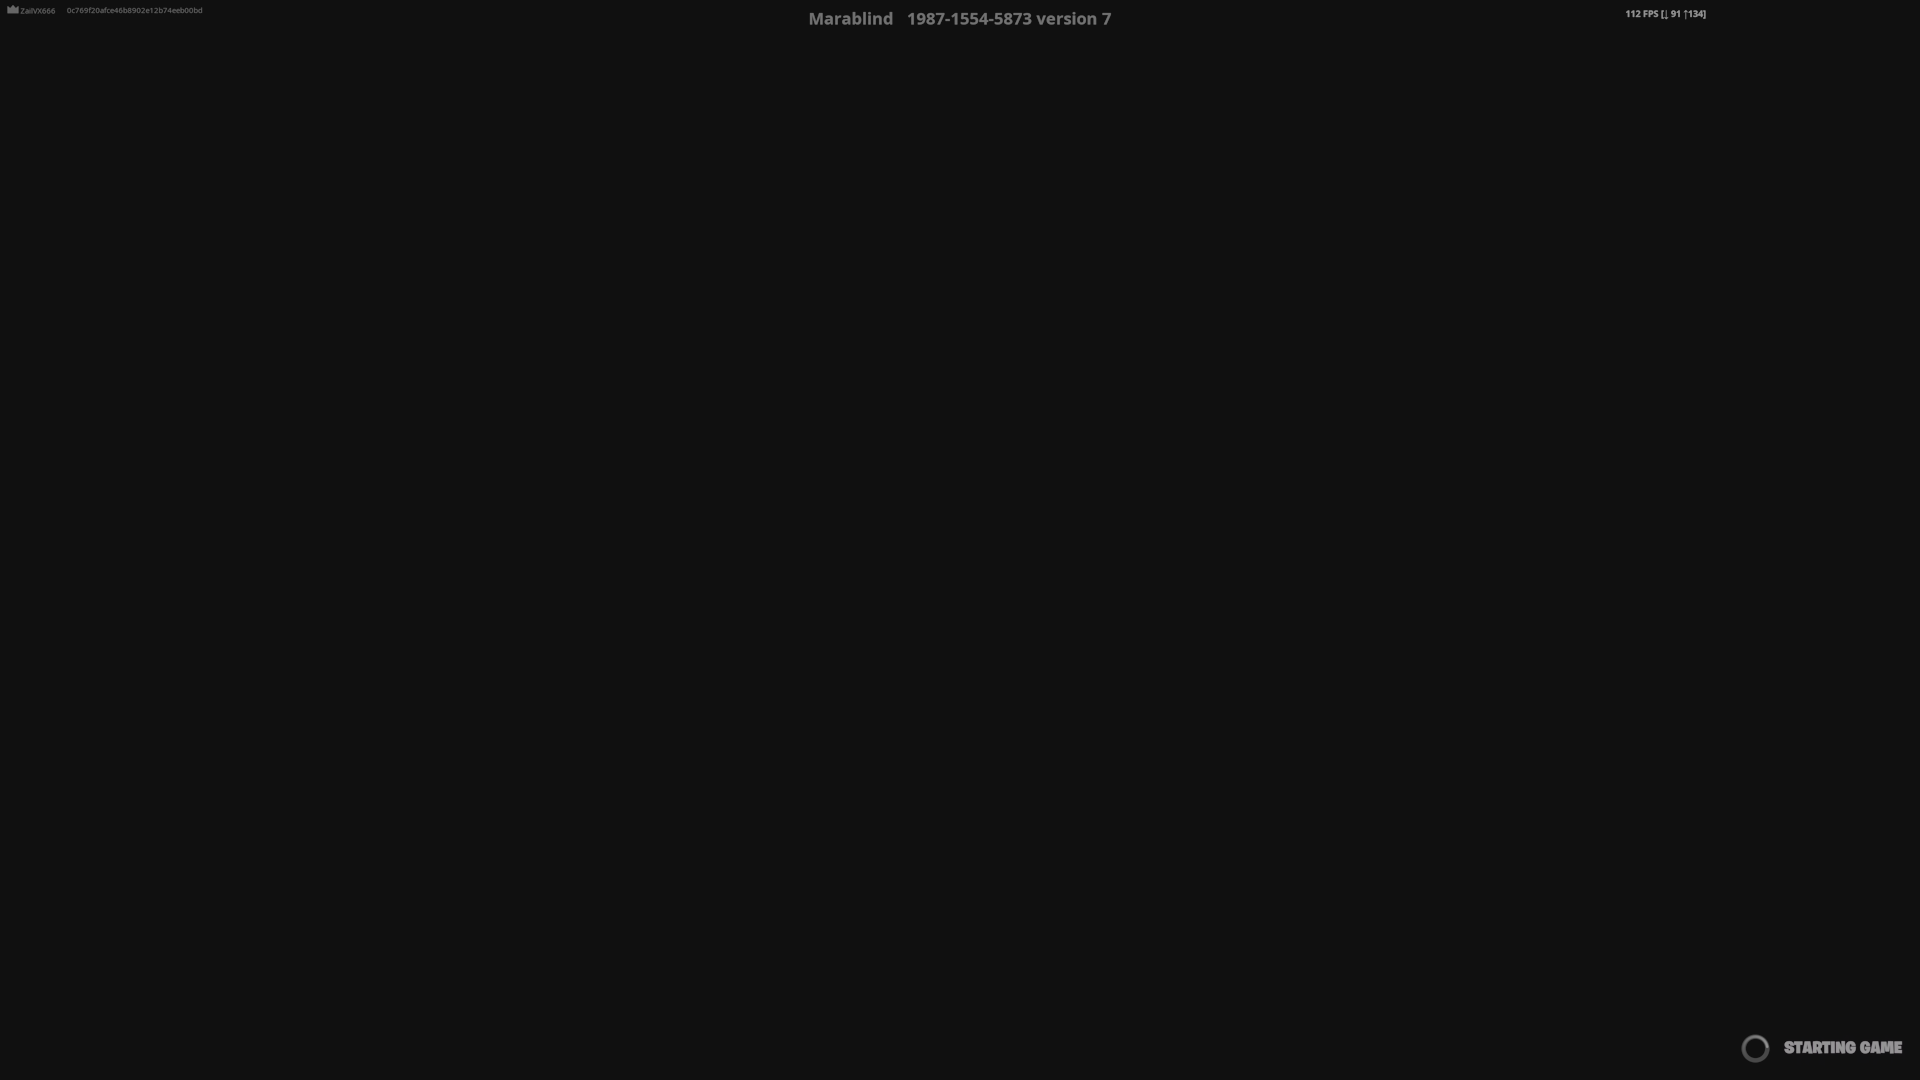 ZailVX666 0c769f20afce46b8902e12b74eeb00bd
Marablind 1987-1554-5873 version 7
112 FPS [↓ 91 ↑134]
STARTING GAME